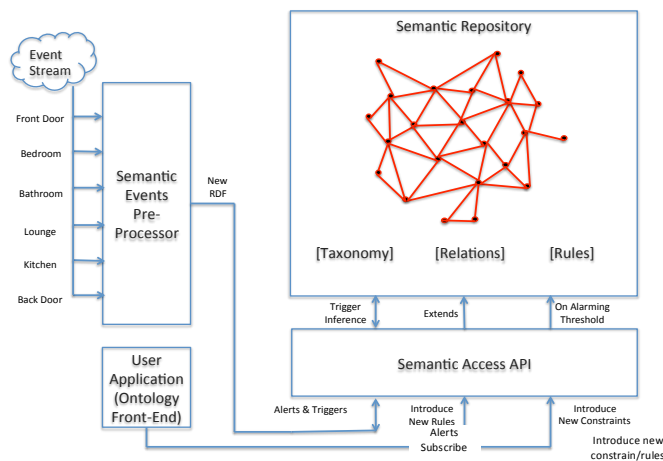 Semantic Repository
Event
Stream
Front Door
Bedroom
Bathroom
Lounge
Kitchen
Back Door
Semantic
Events
Pre-
Processor
New
RDF
[Taxonomy]
[Relations]
[Rules]
Trigger
Inference
Extends
On Alarming
Threshold
Semantic Access API
User
Application
(Ontology
Front-End)
Alerts & Triggers
Introduce
New Rules
Alerts
Subscribe
Introduce
New Constraints
Introduce new
constrain/rules